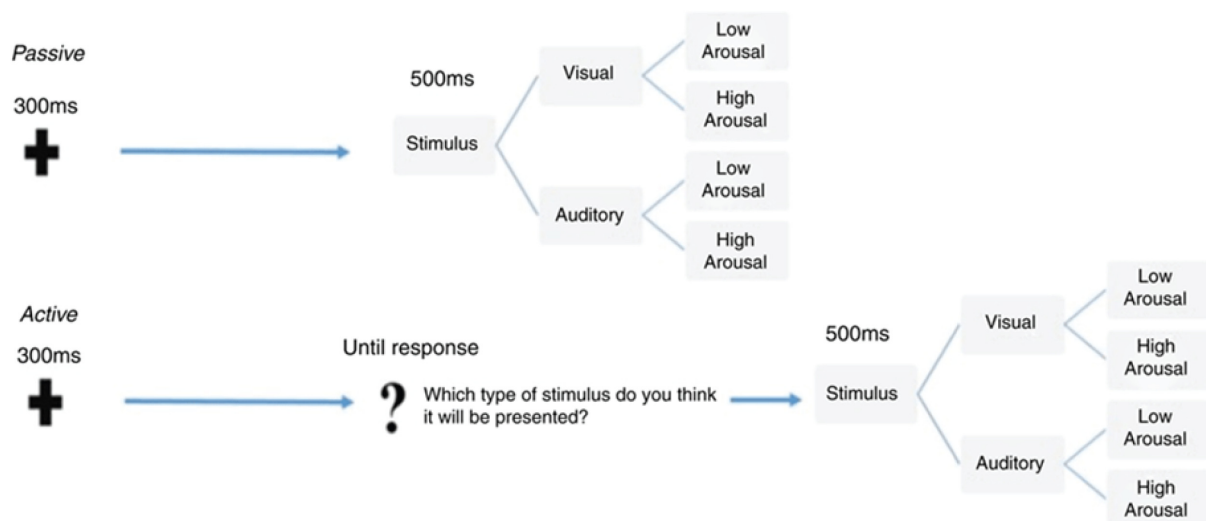 Passive
300ms
500ms
Stimulus
Visual
Low
Arousal
High
Arousal
Auditory
Low
Arousal
High
Arousal
Active
300ms
Until response
? Which type of stimulus do you think
it will be presented?
500ms
Stimulus
Visual
Low
Arousal
High
Arousal
Auditory
Low
Arousal
High
Arousal